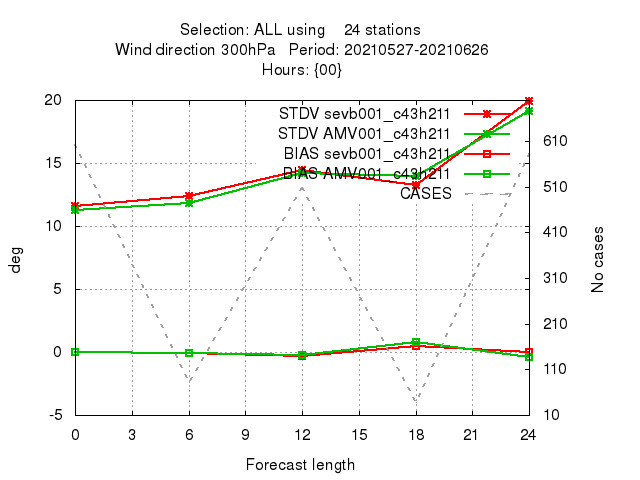 Selection: ALL using 24 stations
Wind direction 300hPa Period: 20210527-20210626
Hours: {00}
STDV sevb001_c43h211
STDV AMV001_c43h211
BIAS sevb001_c43h211
BIAS AMV001_c43h211
CASES
20
15
10
5
0
-5
deg
610
510
410
310
210
110
10
No cases
0 3 6 9 12 15 18 21 24
Forecast length